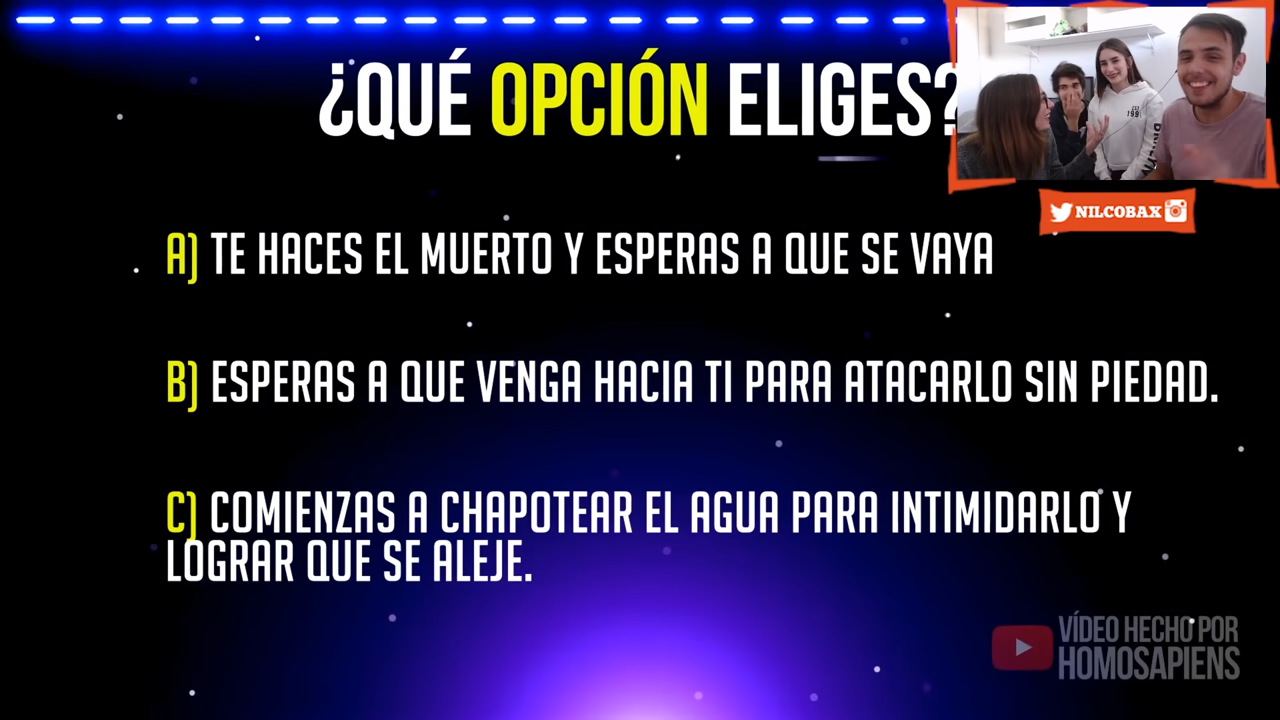 ¿QUÉ OPCIÓN ELIGES?
A) TE HACES EL MUERTO Y ESPERAS A QUE SE VAYA
B) ESPERAS A QUE VENGA HACIA TI PARA ATACARLO SIN PIEDAD.
C) COMIENZAS A CHAPOTEAR EL AGUA PARA INTIMIDARLO Y
LOGRAR QUE SE ALEJE.
NILCOBAX
VÍDEO HECHO POR
HOMOSAPIENS